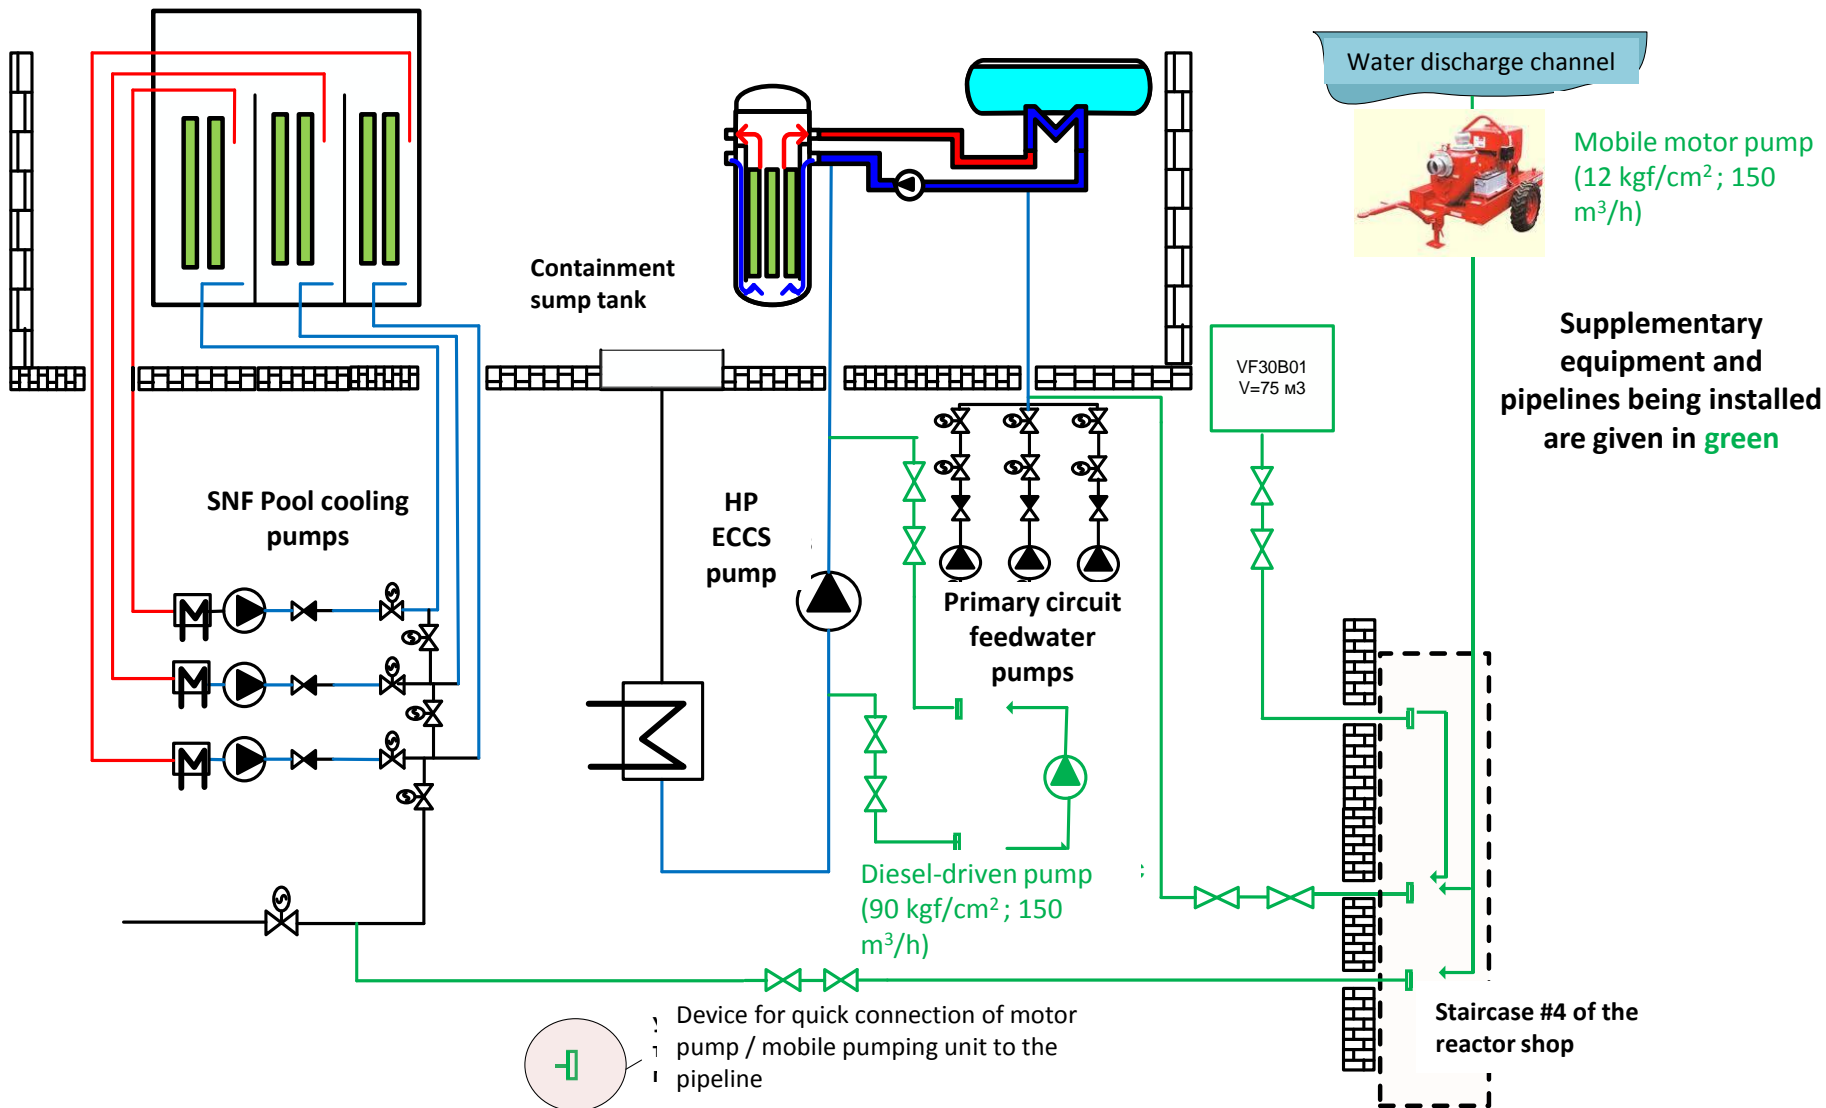 Water discharge channel
Mobile motor pump
(12 kgf/cm²; 150
m³/h)
Containment
sump tank
Supplementary
equipment and
pipelines being installed
are given in green
VF30B01
V=75 м3
SNF Pool cooling
pumps
HP
ECCS
pump
Primary circuit
feedwater
pumps
Diesel-driven pump
(90 kgf/cm²; 150
m³/h)
Device for quick connection of motor
pump / mobile pumping unit to the
pipeline
Staircase #4 of the
reactor shop